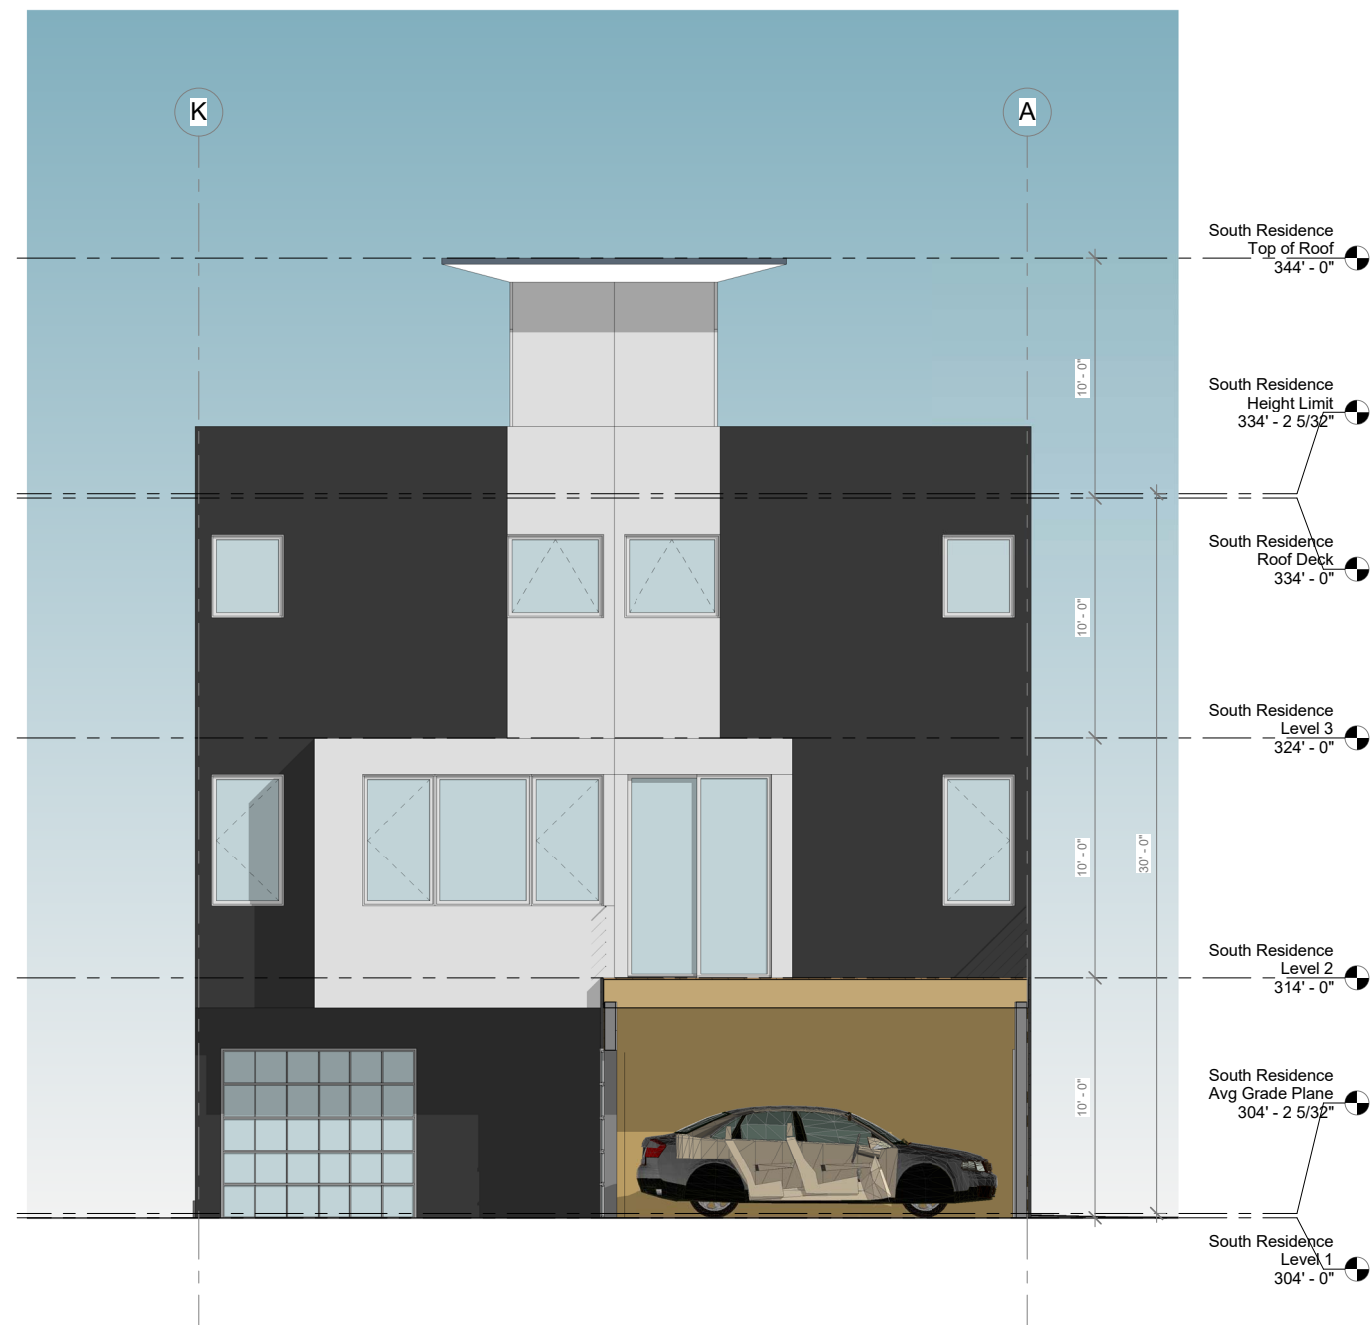 K
A
South Residence
Top of Roof
344' - 0"
10' - 0"
South Residence
Height Limit
334' - 2 5/32"
South Residence
Roof Deck
334' - 0"
10' - 0"
South Residence
Level 3
324' - 0"
10' - 0"
30' - 0"
South Residence
Level 2
314' - 0"
10' - 0"
South Residence
Avg Grade Plane
304' - 2 5/32"
South Residence
Level 1
304' - 0"